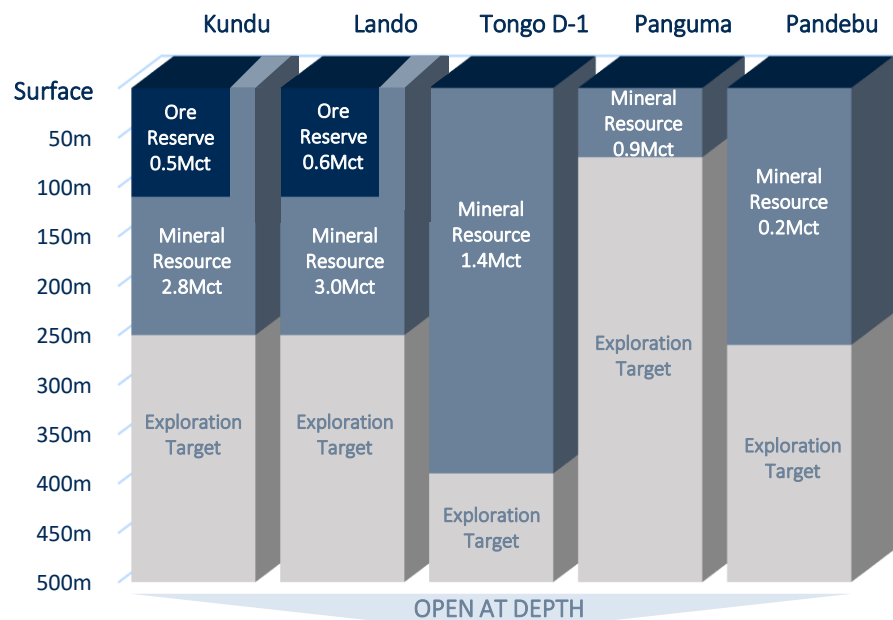 Kundu
Lando
Tongo D-1
Panguma
Pandebu
Surface
50m
100m
150m
200m
250m
300m
350m
400m
450m
500m
Ore
Reserve
0.5Mct
Mineral
Resource
2.8Mct
Exploration
Target
Ore
Reserve
0.6Mct
Mineral
Resource
3.0Mct
Exploration
Target
Mineral
Resource
1.4Mct
Exploration
Target
Mineral
Resource
0.9Mct
Exploration
Target
Mineral
Resource
0.2Mct
Exploration
Target
OPEN AT DEPTH